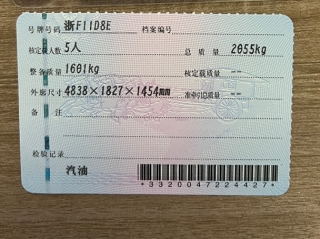 号牌号码 浙F11D8E 档案编号
核定载人数 5人 总质量 2055kg
整备质量 1601kg 核定载质量 --
外廓尺寸 4838×1827×1454mm 准牵引总质量 --
备注
检验记录
汽油
*3320047224427*